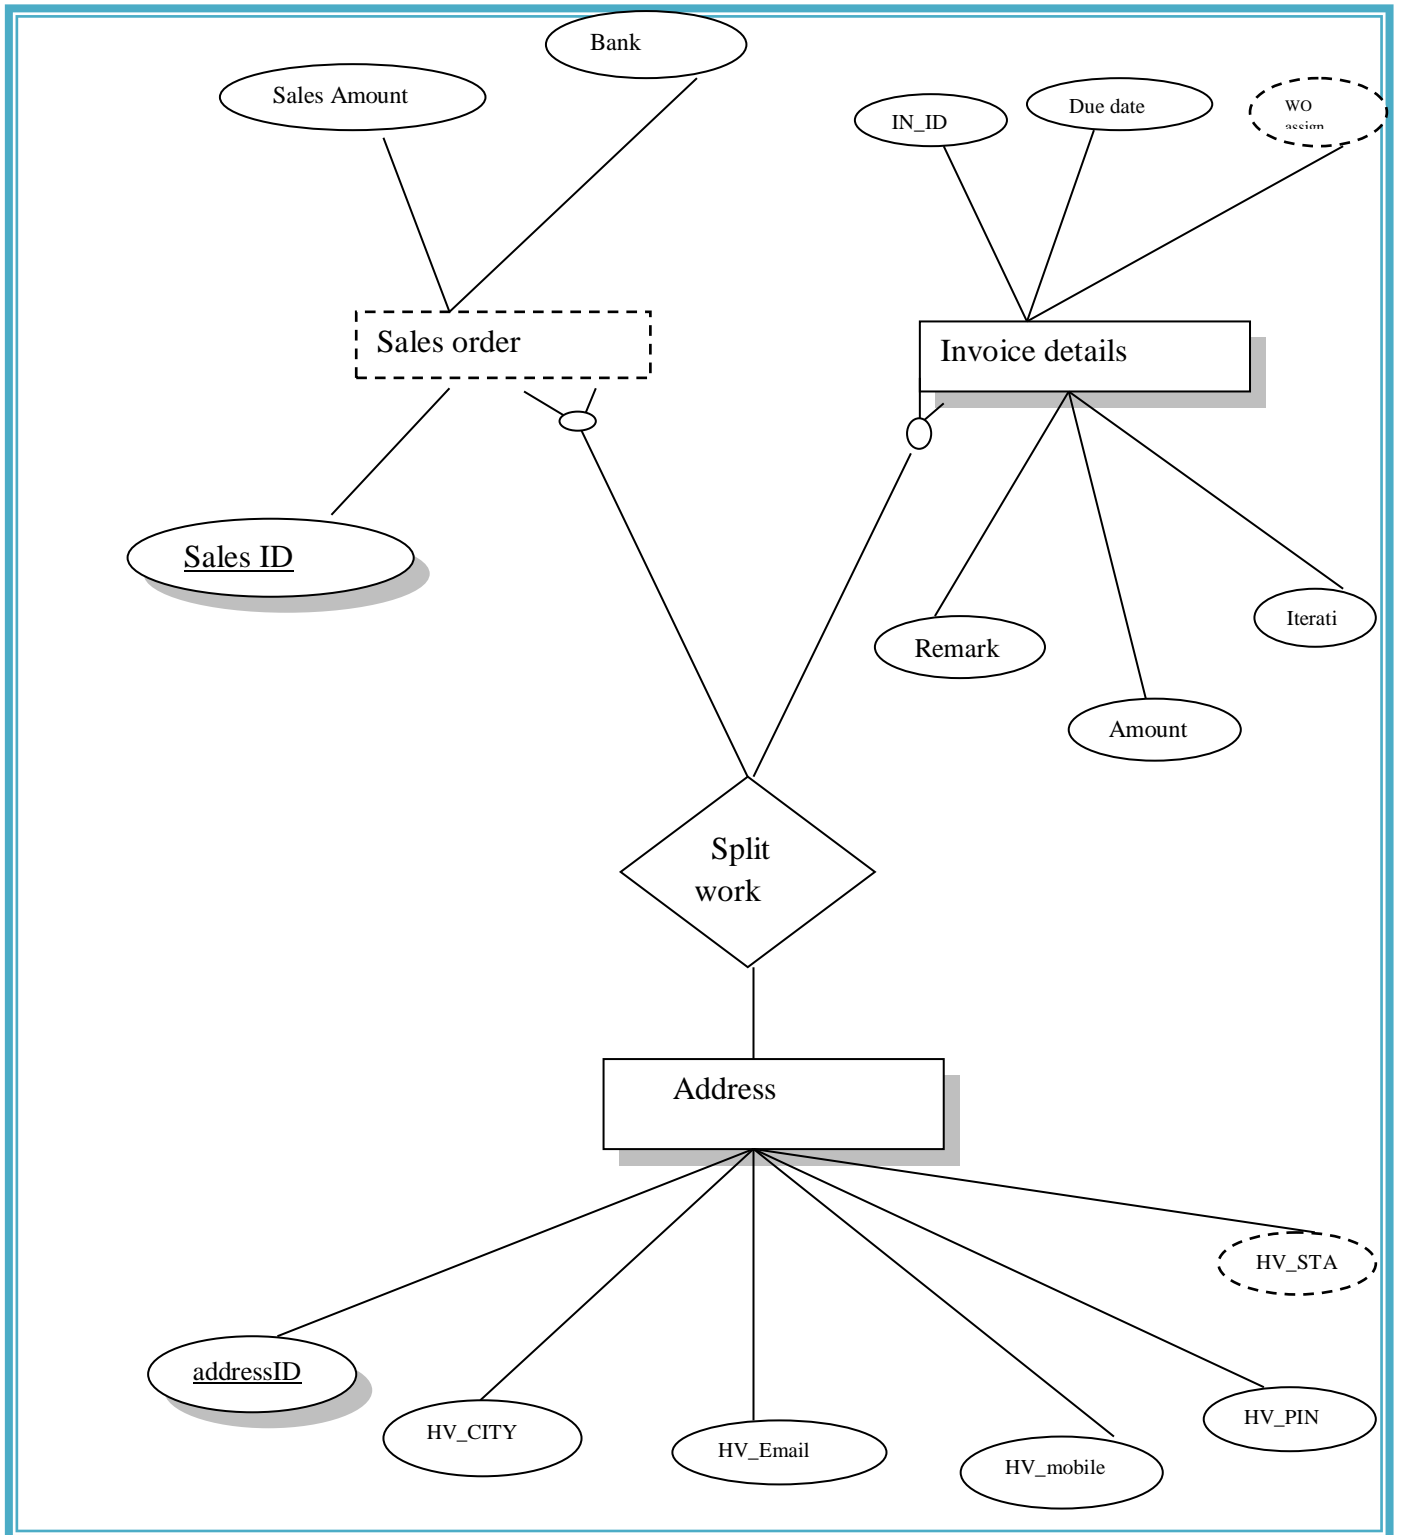 Bank
Sales Amount
IN_ID
Due date
WO
assign
Sales order
Invoice details
Sales ID
Remark
Iterati
Amount
Split
work
Address
HV_STA
addressID
HV_CITY
HV_Email
HV_mobile
HV_PIN